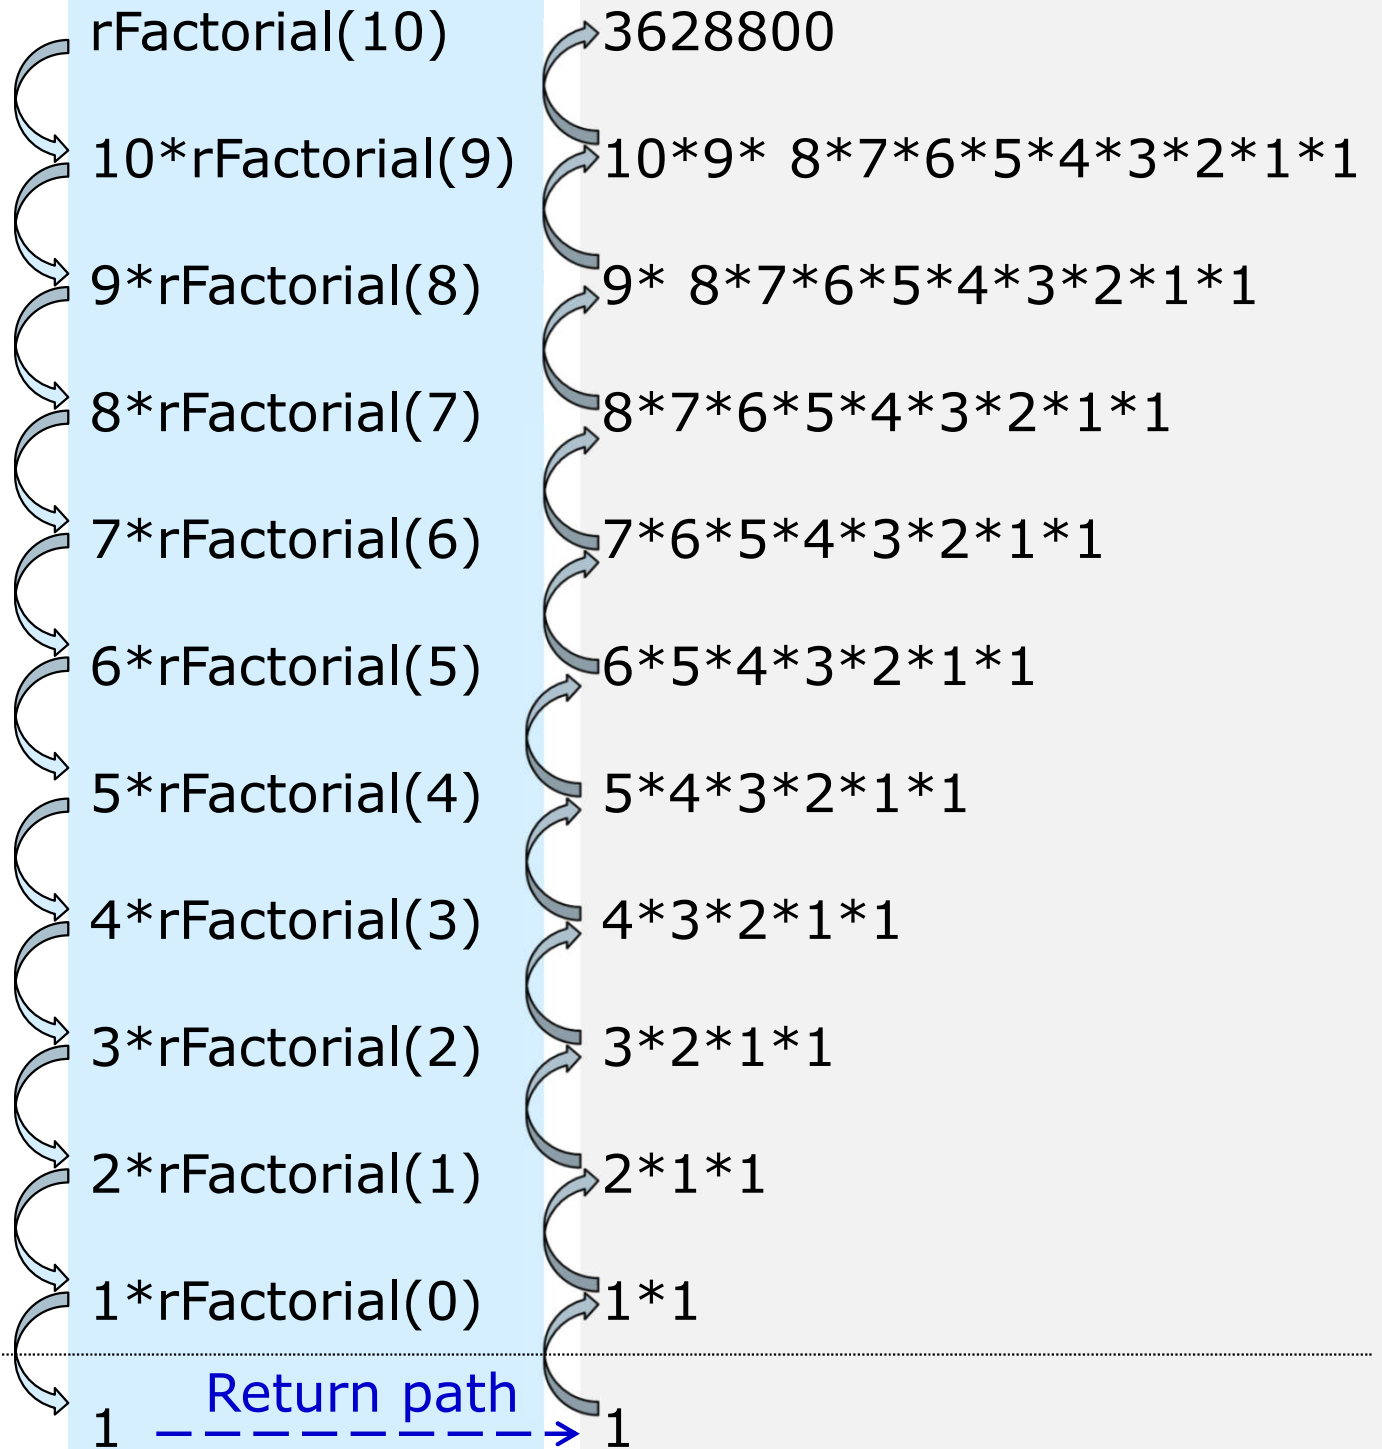 rFactorial(10) 3628800
10*rFactorial(9) 10*9* 8*7*6*5*4*3*2*1*1
9*rFactorial(8) 9* 8*7*6*5*4*3*2*1*1
8*rFactorial(7) 8*7*6*5*4*3*2*1*1
7*rFactorial(6) 7*6*5*4*3*2*1*1
6*rFactorial(5) 6*5*4*3*2*1*1
5*rFactorial(4) 5*4*3*2*1*1
4*rFactorial(3) 4*3*2*1*1
3*rFactorial(2) 3*2*1*1
2*rFactorial(1) 2*1*1
1*rFactorial(0) 1*1
Return path
1 1